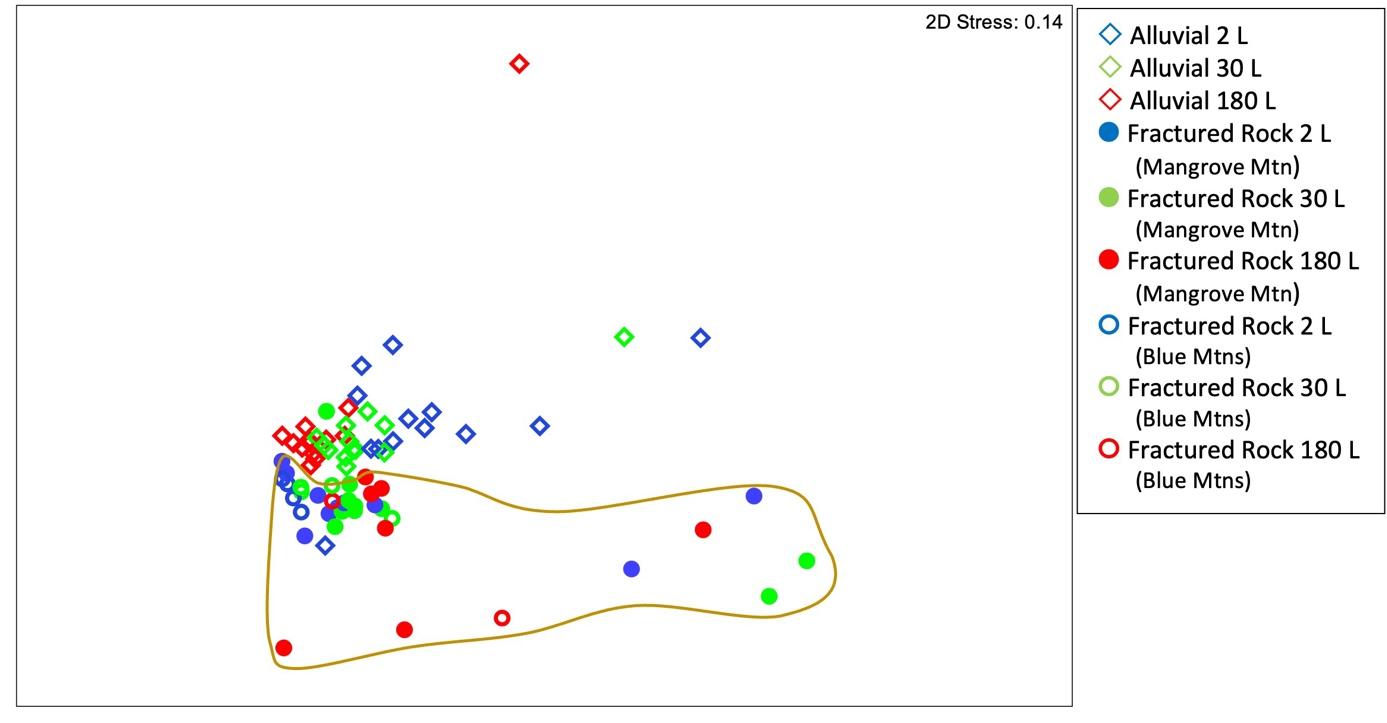 2D Stress: 0.14
Alluvial 2 L
Alluvial 30 L
Alluvial 180 L
Fractured Rock 2 L
(Mangrove Mtn)
Fractured Rock 30 L
(Mangrove Mtn)
Fractured Rock 180 L
(Mangrove Mtn)
Fractured Rock 2 L
(Blue Mtns)
Fractured Rock 30 L
(Blue Mtns)
Fractured Rock 180 L
(Blue Mtns)